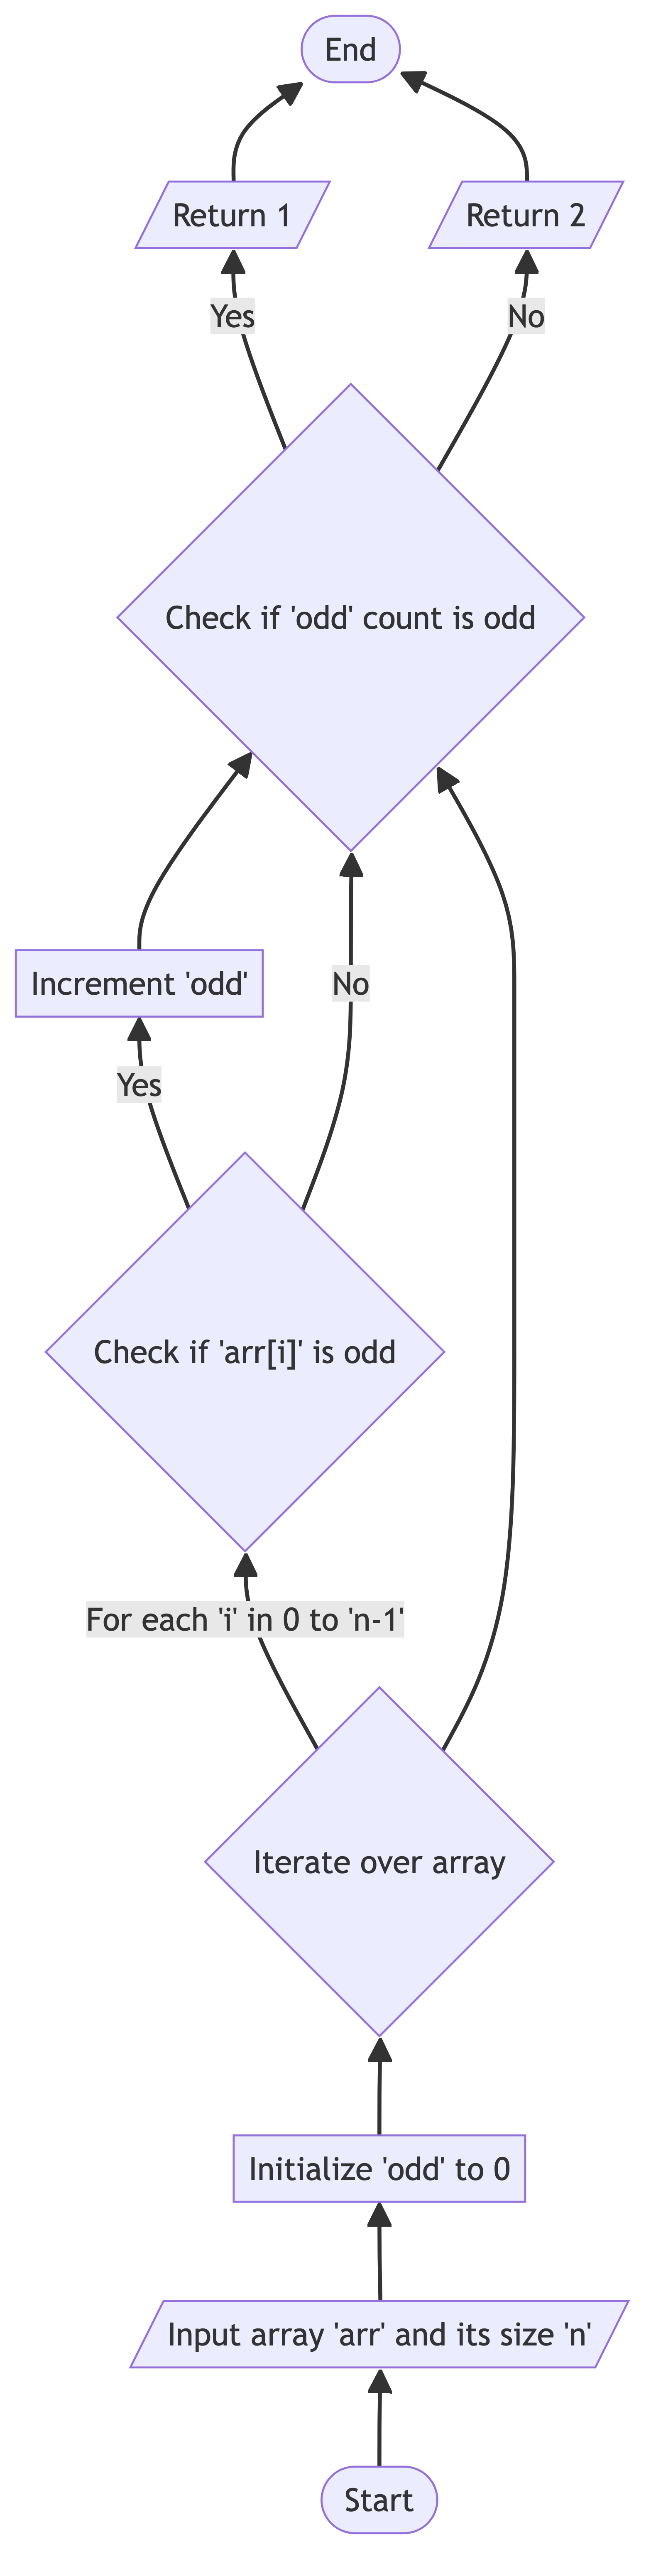 End
Return 1
Return 2
Yes
No
Check if 'odd' count is odd
Increment 'odd'
No
Yes
Check if 'arr[i]' is odd
For each 'i' in 0 to 'n-1'
Iterate over array
Initialize 'odd' to 0
Input array 'arr' and its size 'n'
Start